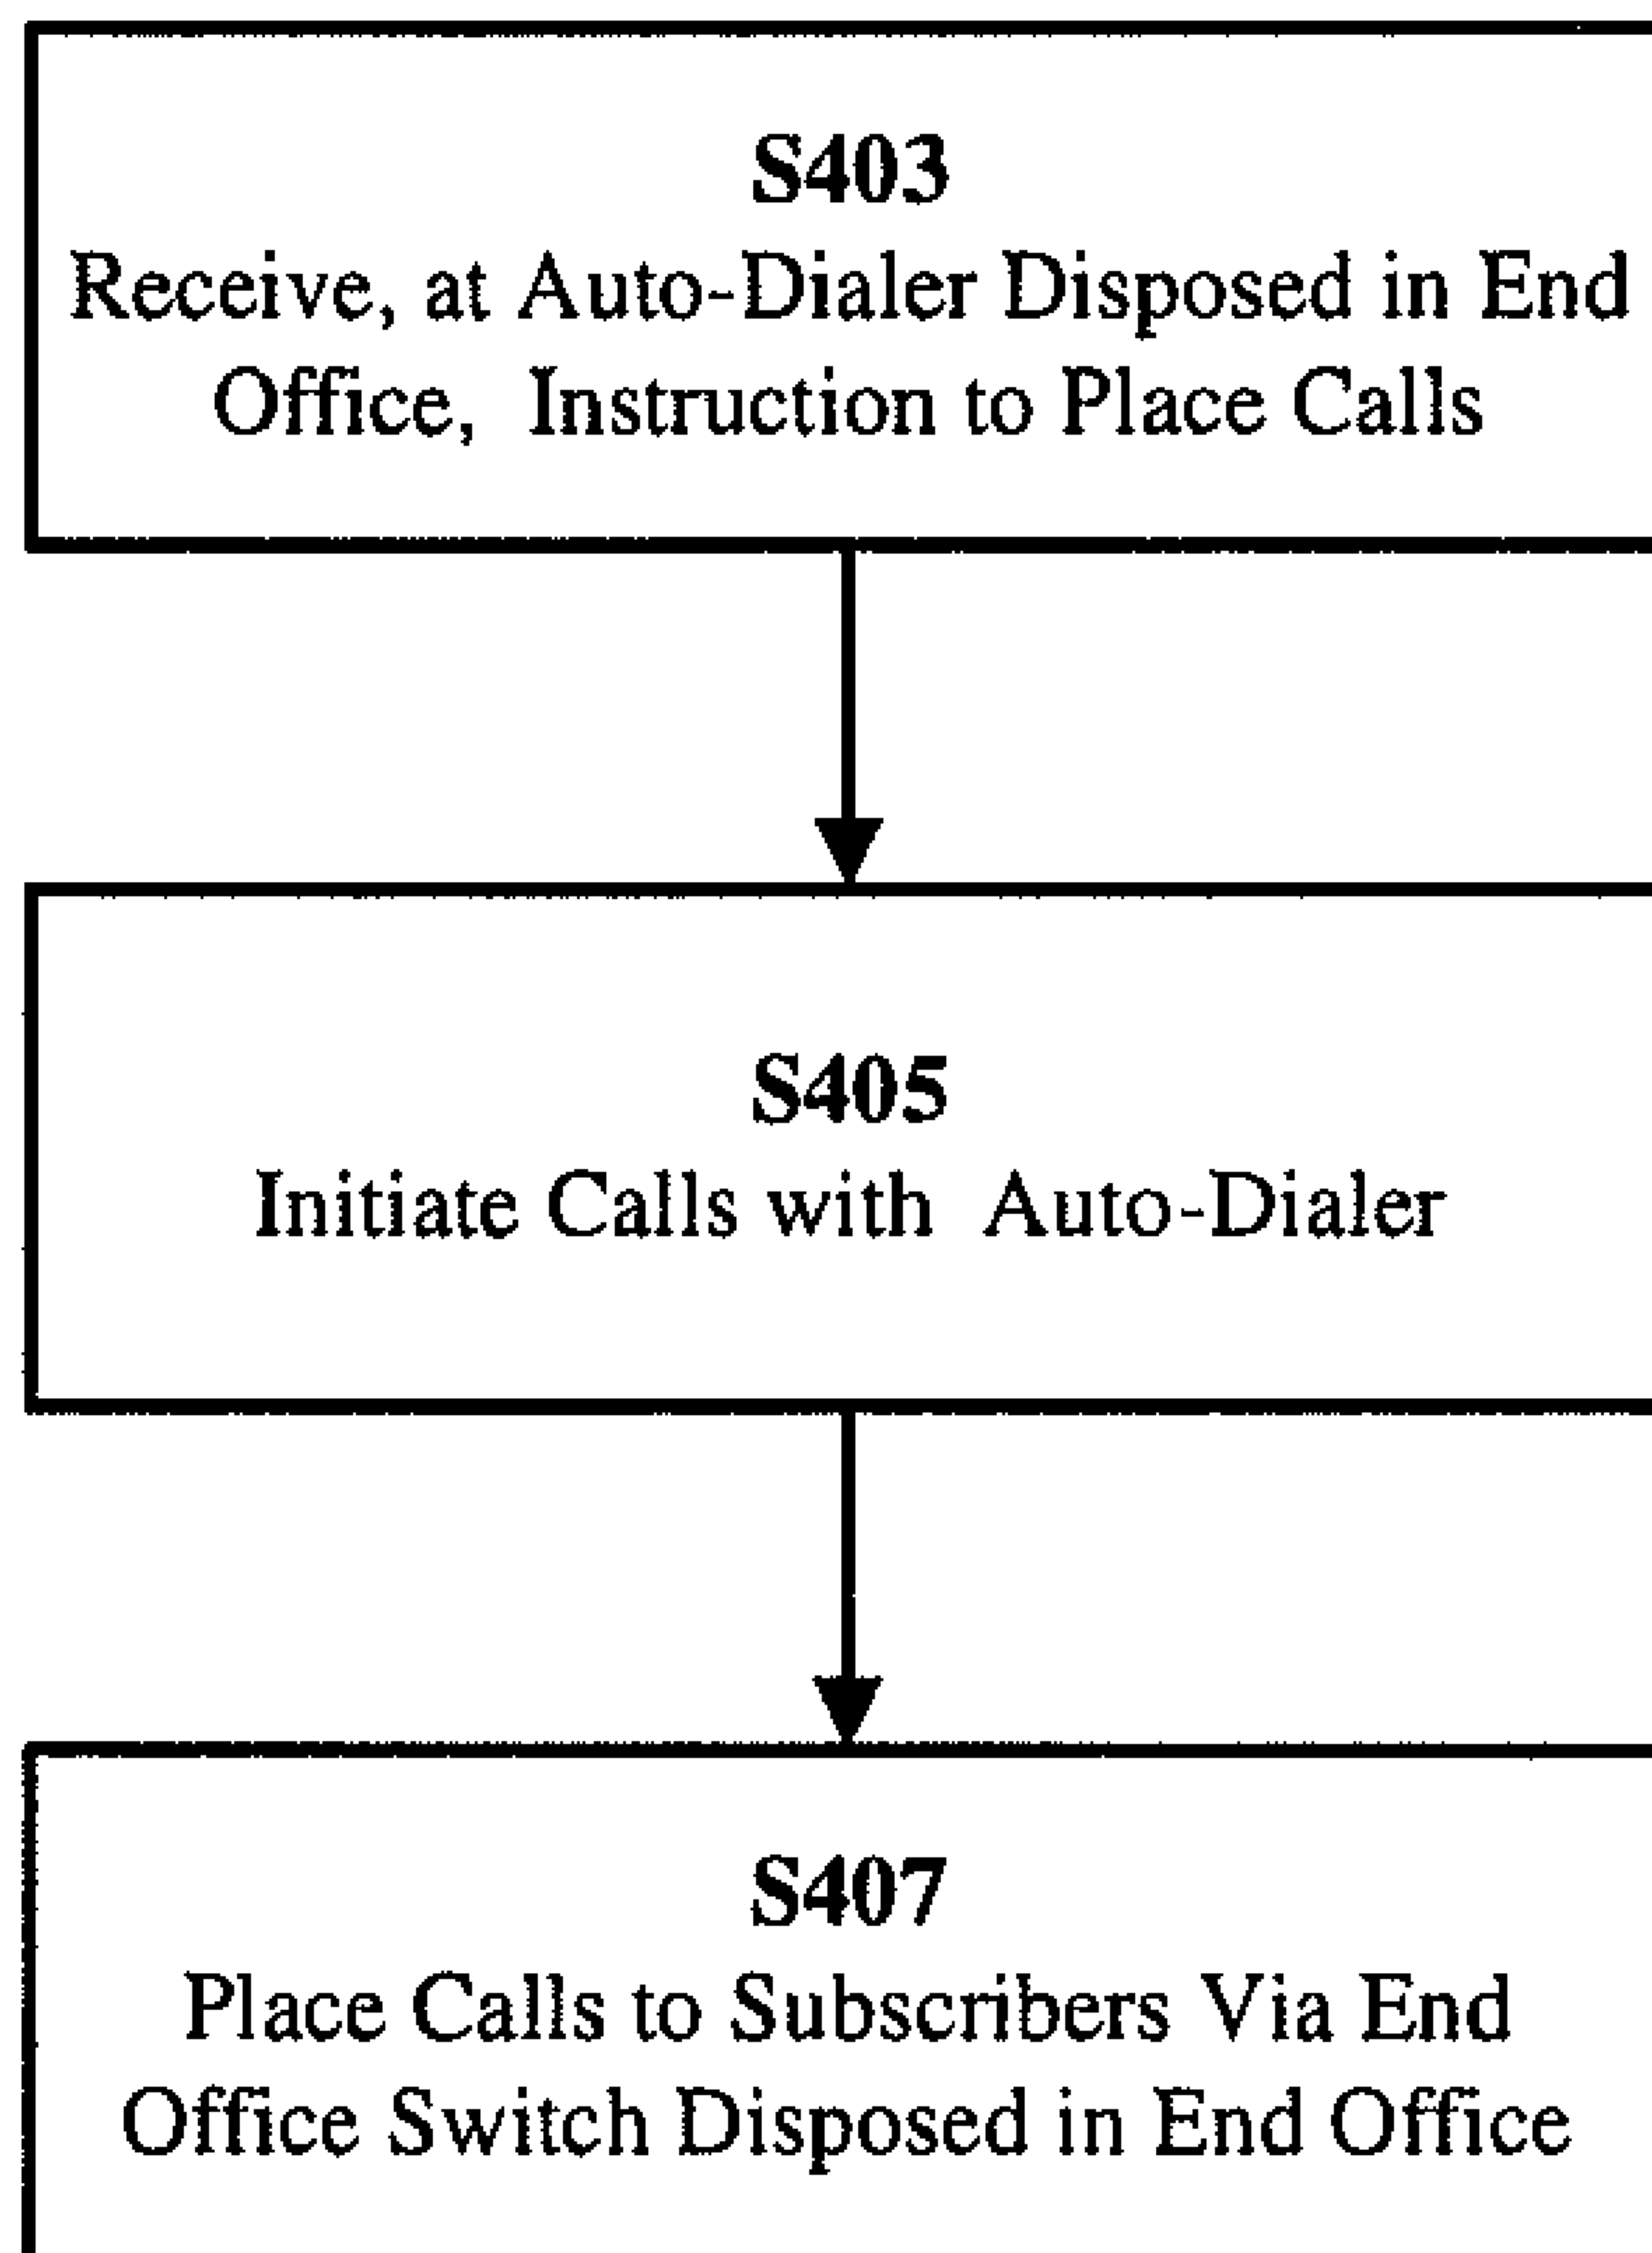 S403
Receive, at Auto-Dialer Disposed in End
Office, Instruction to Place Calls
S405
Initiate Calls with Auto-Dialer
S407
Place Calls to Subscribers Via End
Office Switch Disposed in End Office